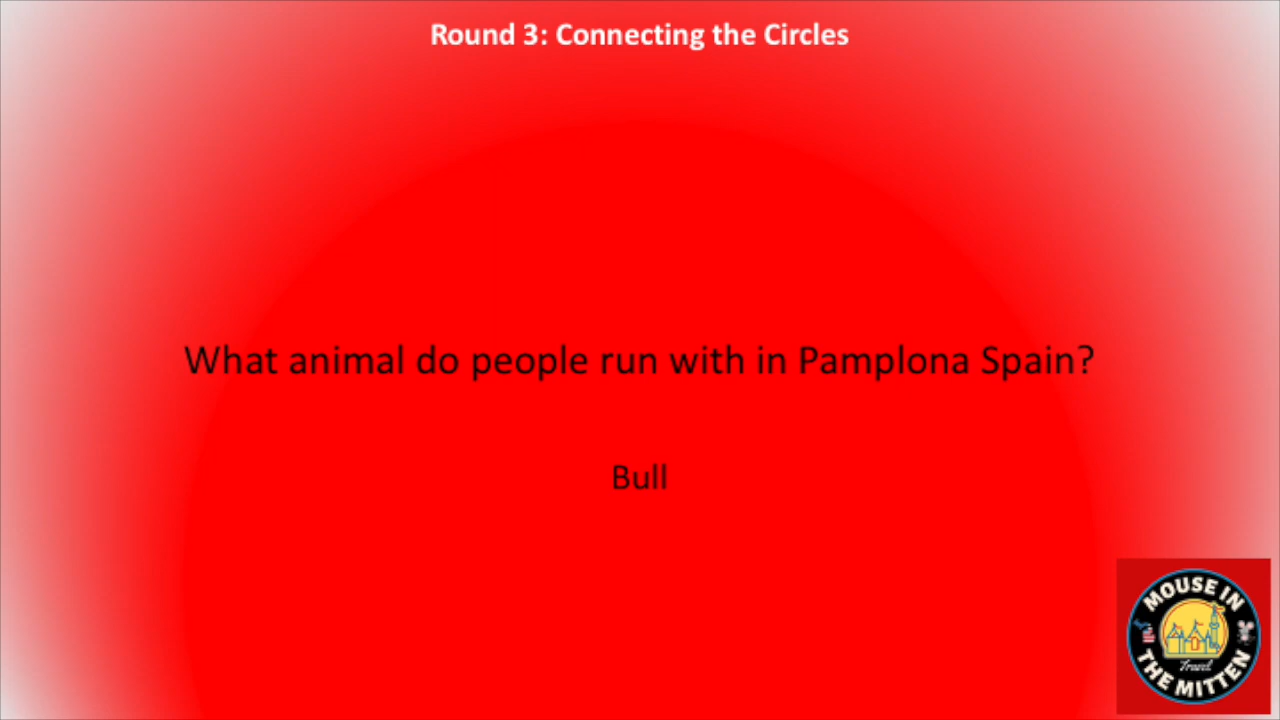 Round 3: Connecting the Circles
What animal do people run with in Pamplona Spain?
Bull
MOUSE IN
Travel
THE MITTEN